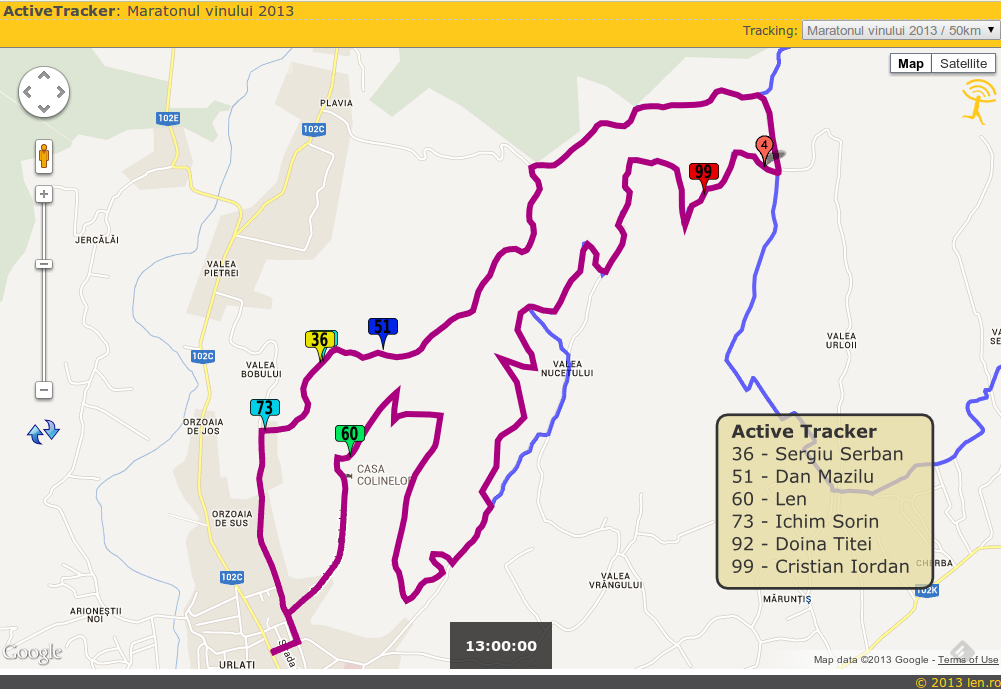 ActiveTracker: Maratonul vinului 2013
Tracking: Maratonul vinului 2013 / 50km
Map Satellite
PLAVIA
102E
102C
4
99
JERCĂLĂI
VALEA
PIETREI
51
36
VALEA
URLOII
102C
VALEA
BOBULUI
VALEA
NUCETULUI
73
ORZOAIA
DE JOS
60
CASA
COLINELOR
Active Tracker
36 - Sergiu Serban
51 - Dan Mazilu
60 - Len
73 - Ichim Sorin
92 - Doina Titei
99 - Cristian Iordan
ORZOAIA
DE SUS
CHERBA
102C
VALEA
VRÂNGULUI
102K
MĂRUNȚIȘ
ARIONEȘTII
NOI
13:00:00
Google
URLATI
Map data ©2013 Google - Terms of Use
© 2013 len.ro